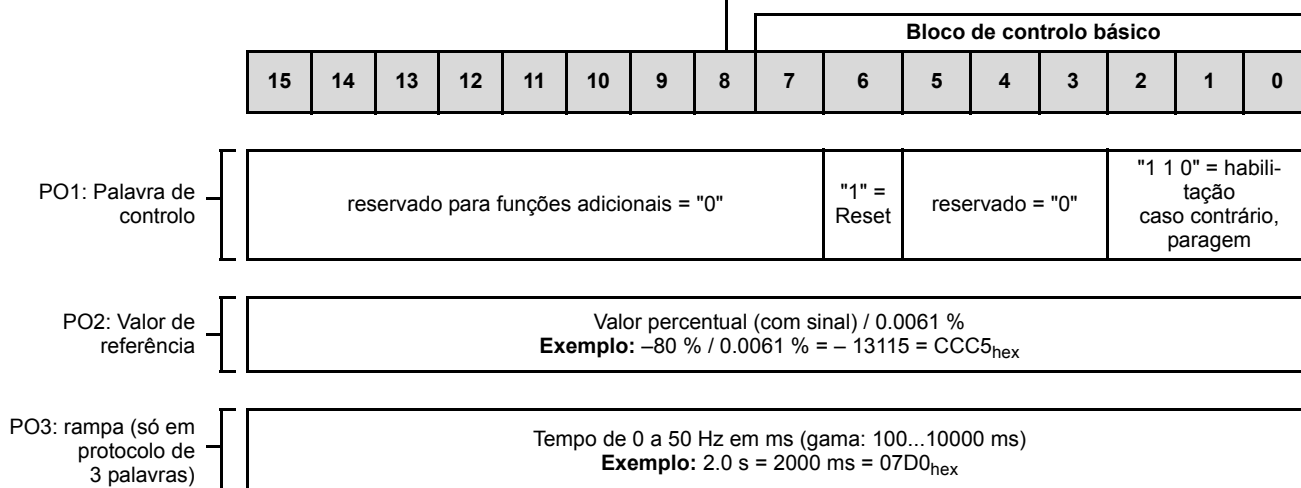 Bloco de controlo básico
15 14 13 12 11 10 9 8 7 6 5 4 3 2 1 0
PO1: Palavra de
controlo
reservado para funções adicionais = "0"
"1" =
Reset
reservado = "0"
"1 1 0" = habili-
tação
caso contrário,
paragem
PO2: Valor de
referência
Valor percentual (com sinal) / 0.0061 %
Exemplo: –80 % / 0.0061 % = – 13115 = CCC5hex
PO3: rampa (só em
protocolo de
3 palavras)
Tempo de 0 a 50 Hz em ms (gama: 100...10000 ms)
Exemplo: 2.0 s = 2000 ms = 07D0hex